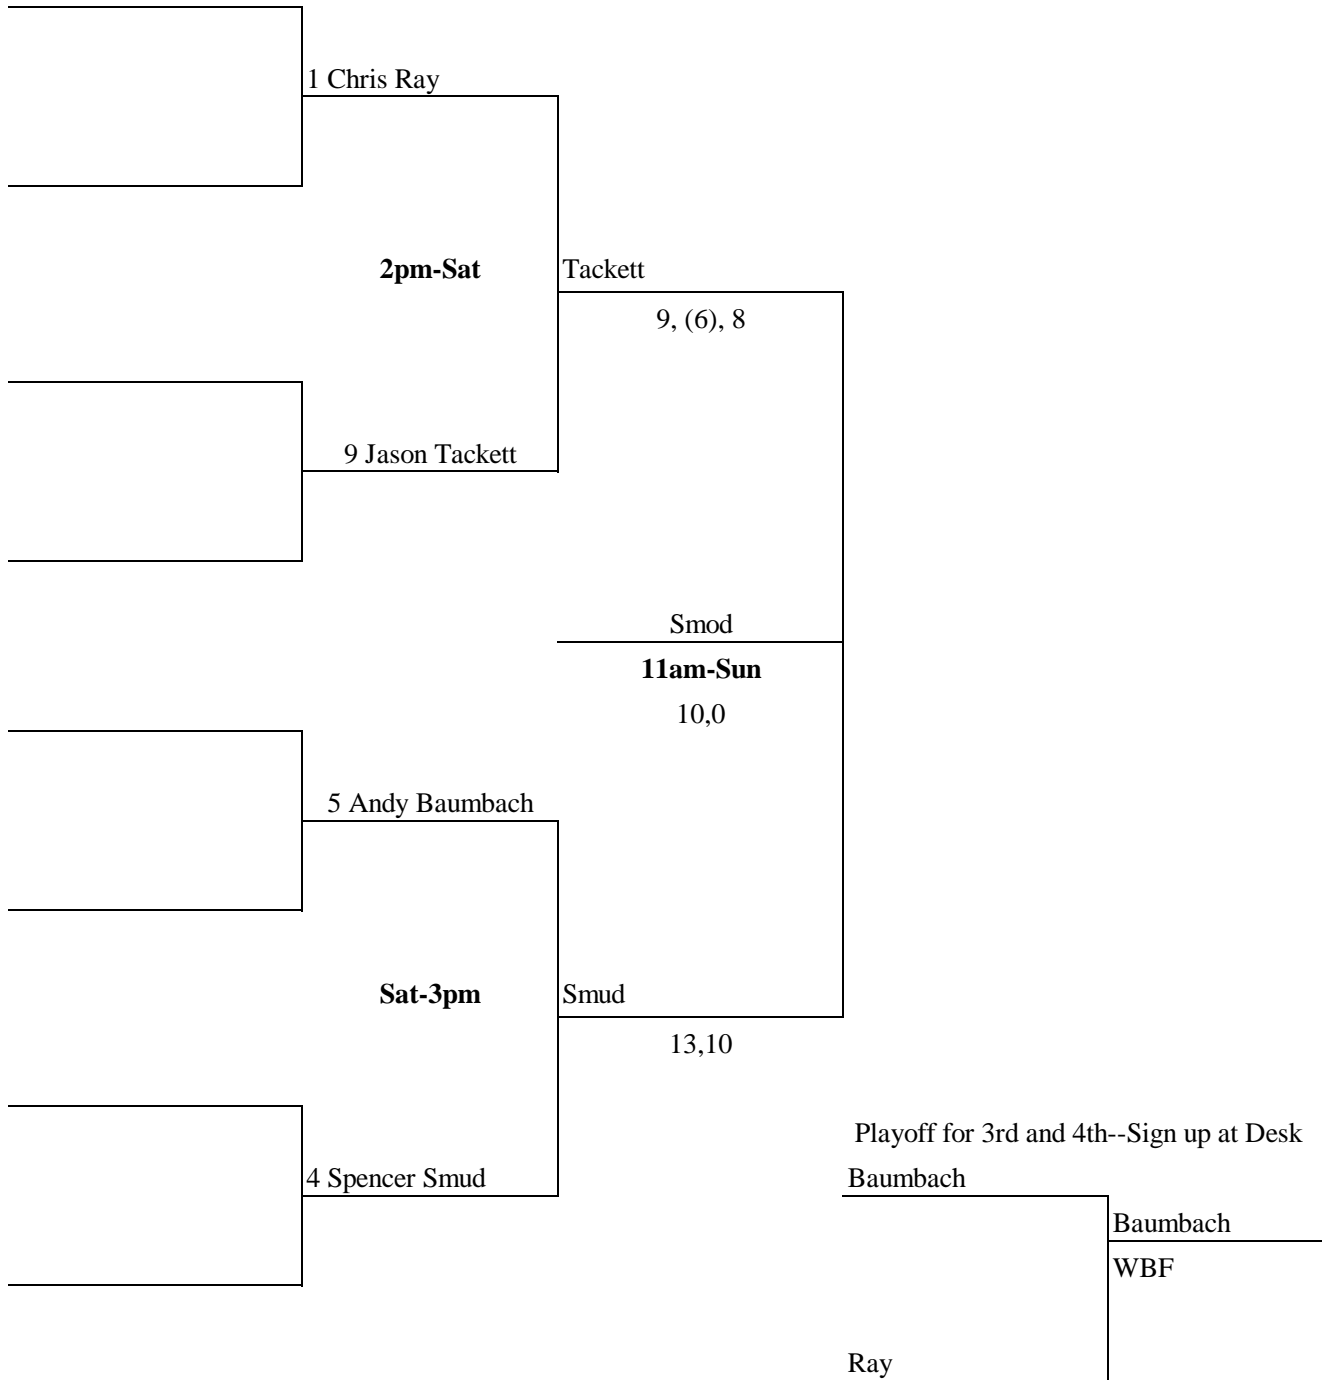 1 Chris Ray
2pm-Sat
Tackett
9, (6), 8
9 Jason Tackett
Smod
11am-Sun
10,0
5 Andy Baumbach
Sat-3pm
Smud
13,10
Playoff for 3rd and 4th--Sign up at Desk
4 Spencer Smud
Baumbach
Baumbach
WBF
Ray